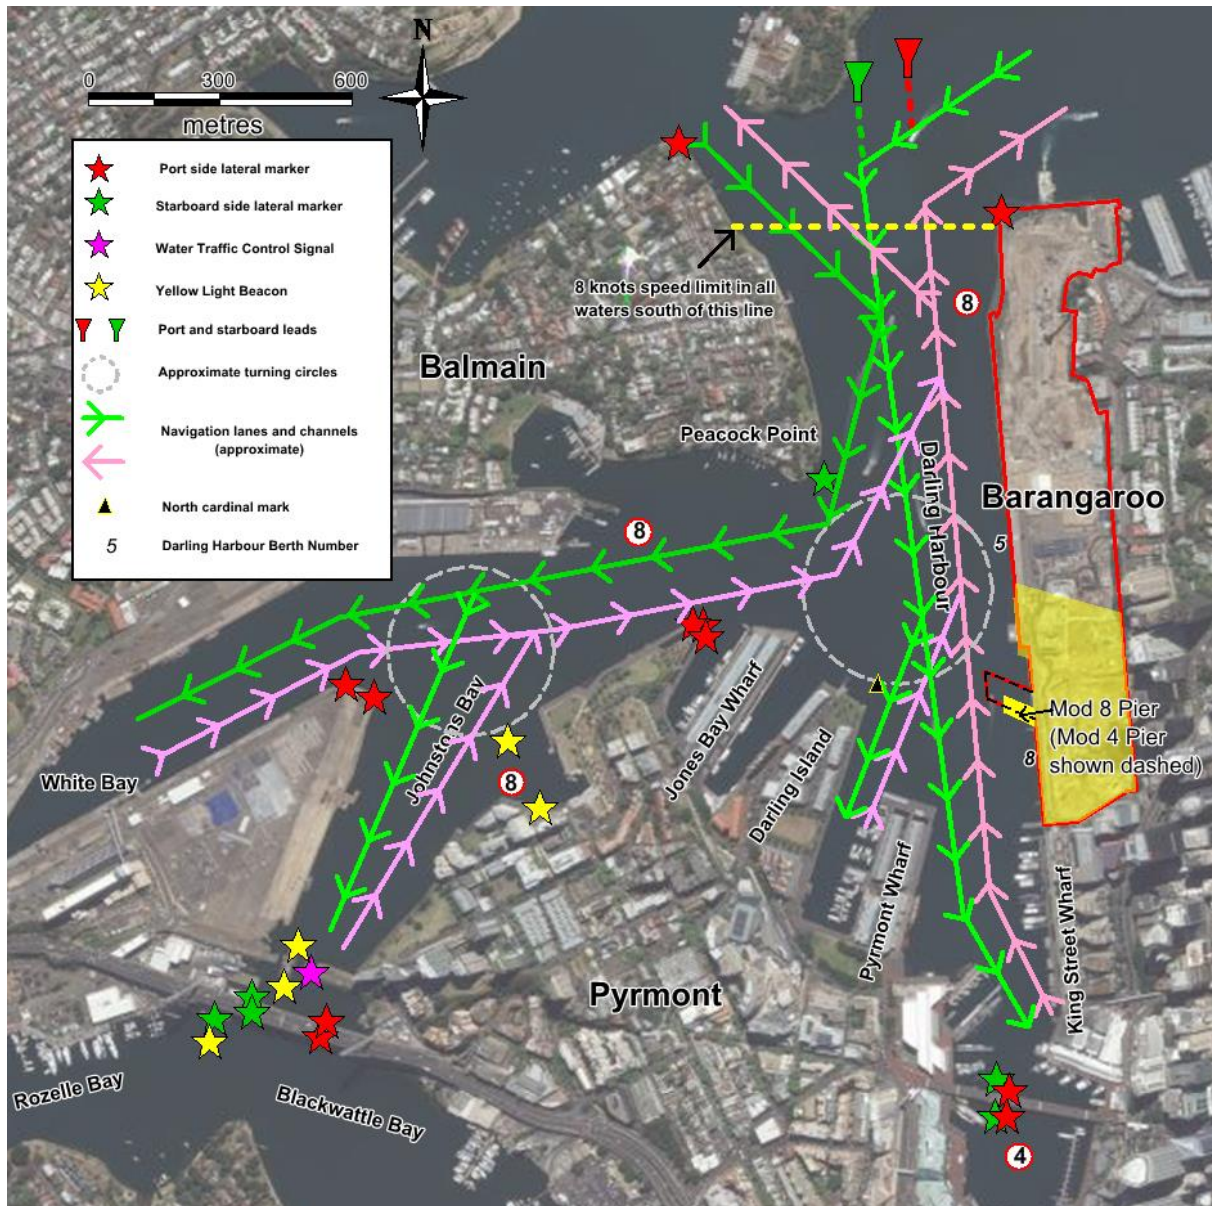 N
0
300
600
metres
Port side lateral marker
Starboard side lateral marker
Water Traffic Control Signal
Yellow Light Beacon
Port and starboard leads
Approximate turning circles
Navigation lanes and channels
(approximate)
North cardinal mark
5 Darling Harbour Berth Number
8 knots speed limit in all
waters south of this line
8
Balmain
Peacock Point
Darling Harbour
Barangaroo
8
5
Mod 8 Pier
(Mod 4 Pier
shown dashed)
8
White Bay
Johnstons Bay
8
Jones Bay Wharf
Darling Island
Pyrmont Wharf
King Street Wharf
Pyrmont
Rozelle Bay
Blackwattle Bay
4